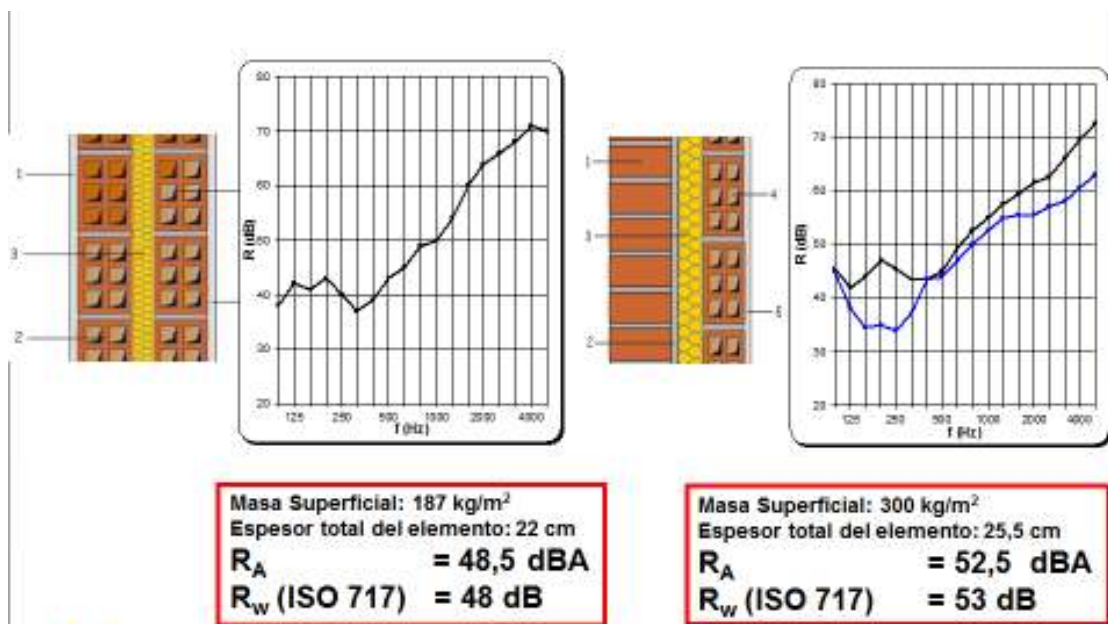 80
70
60
50
40
30
20
R (dB)
125 250 500 1000 2000 4000
f (Hz)
1
3
2
80
70
60
50
40
30
20
R (dB)
125 250 500 1000 2000 4000
f (Hz)
1
3
2
4
5
Masa Superficial: 187 kg/m²
Espesor total del elemento: 22 cm
R_A = 48,5 dBA
R_w (ISO 717) = 48 dB
Masa Superficial: 300 kg/m²
Espesor total del elemento: 25,5 cm
R_A = 52,5 dBA
R_w (ISO 717) = 53 dB